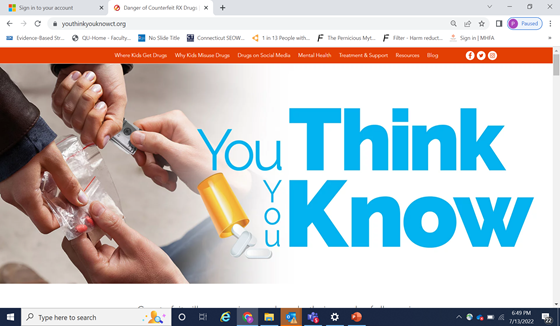 Sign in to your account
Danger of Counterfeit RX Drugs
youthinkyouknowct.org
Paused
Evidence-Based Str...
QU-Home - Faculty...
No Slide Title
Connecticut SEOW...
1 in 13 People with...
The Pernicious Myt...
Filter - Harm reduct...
Sign in | MHFA
Where Kids Get Drugs
Why Kids Misuse Drugs
Drugs on Social Media
Mental Health
Treatment & Support
Resources
Blog
You Think
You Know
Type here to search
6:49 PM
7/13/2022